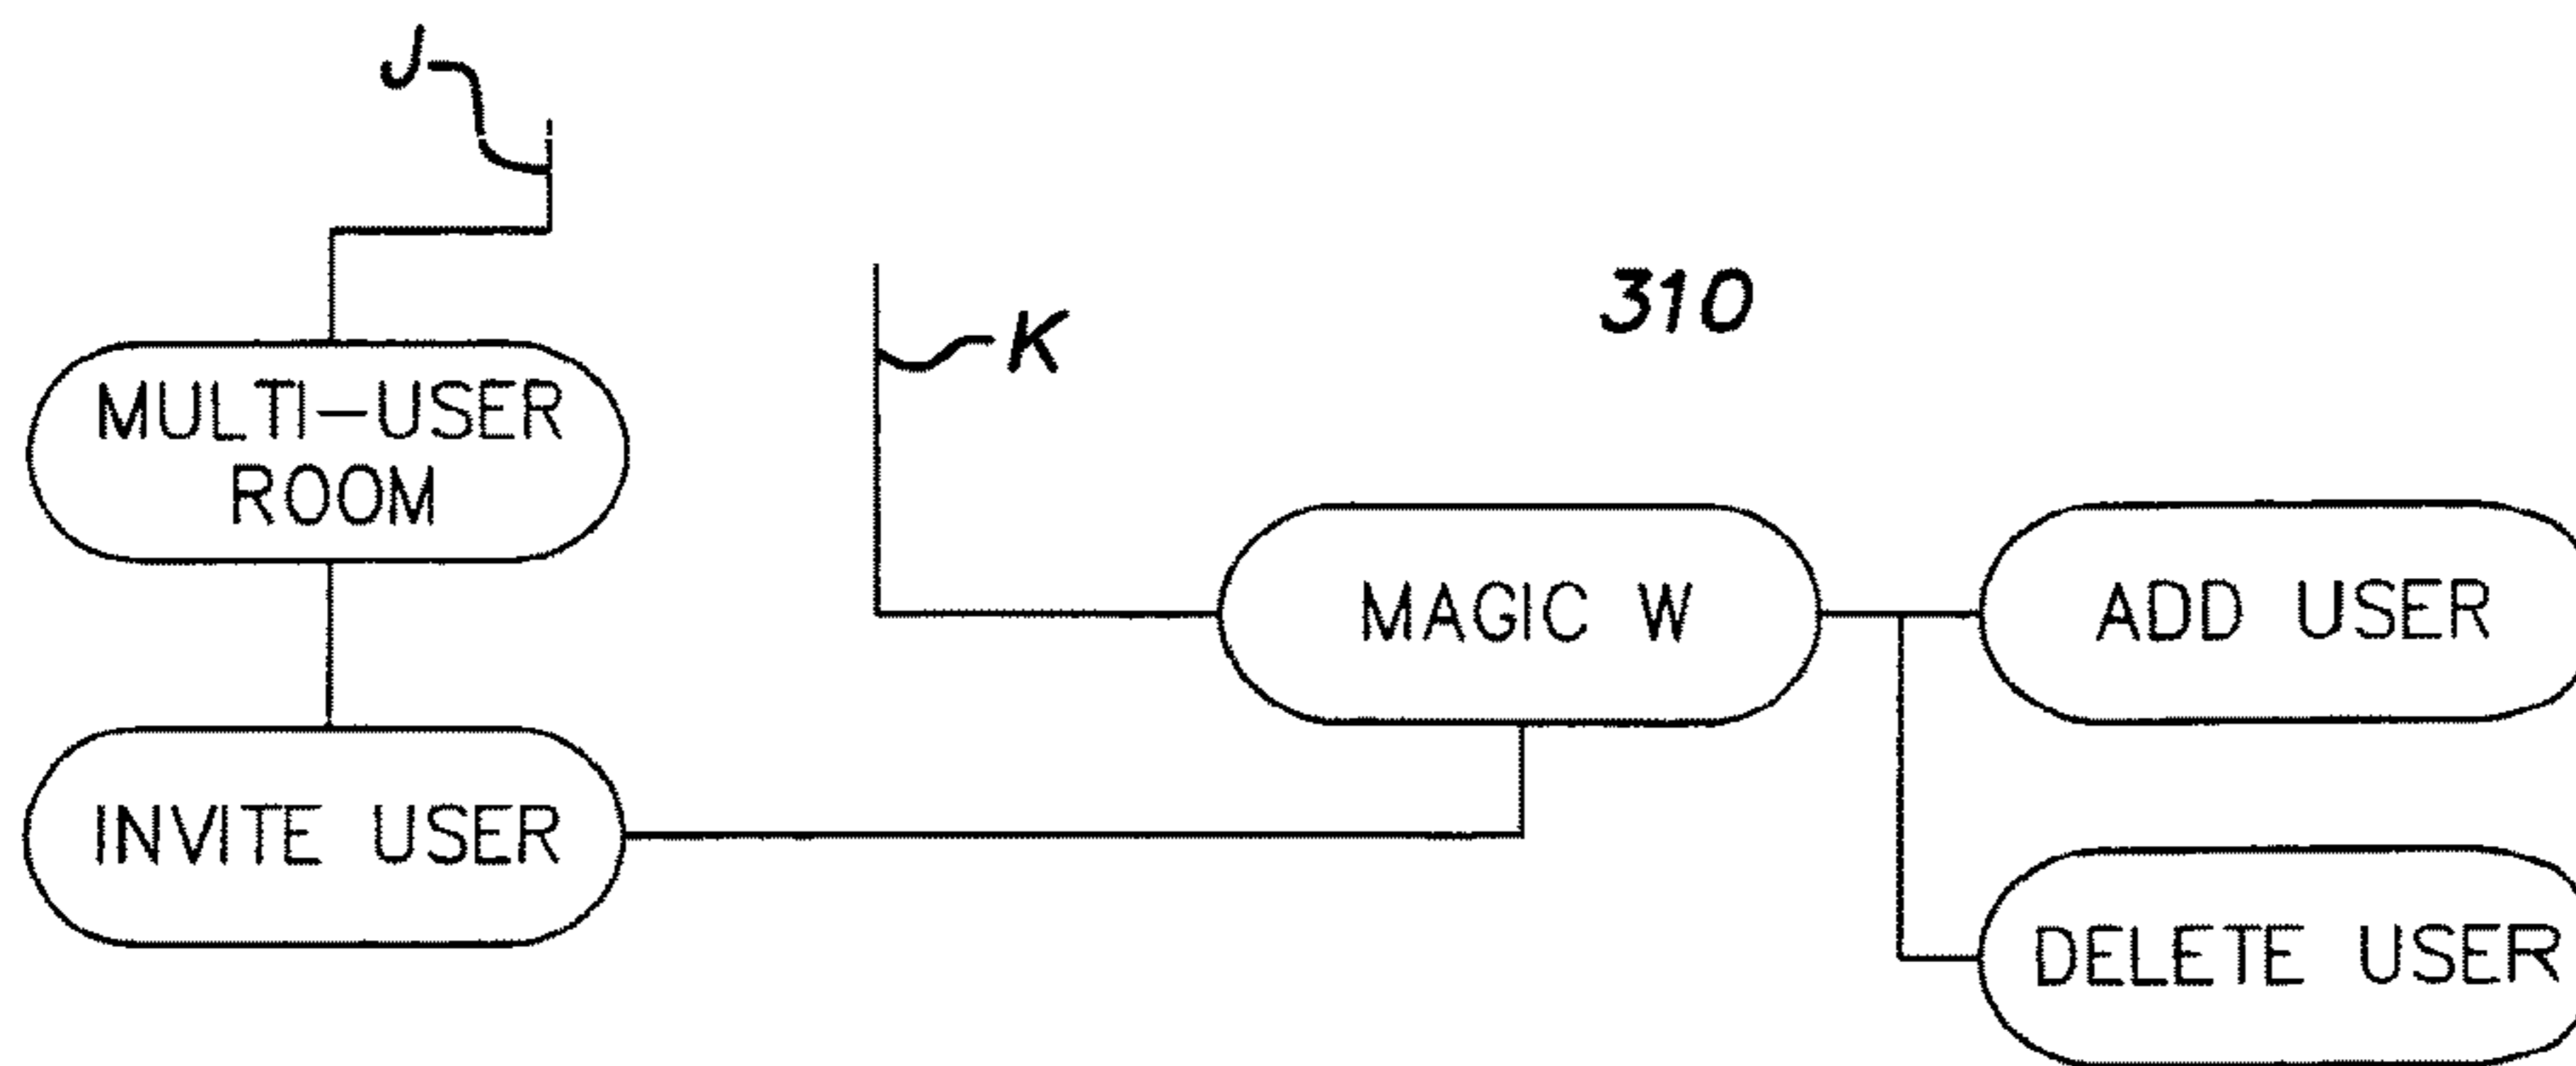 J
K
310
MULTI-USER
ROOM
MAGIC W
ADD USER
INVITE USER
DELETE USER